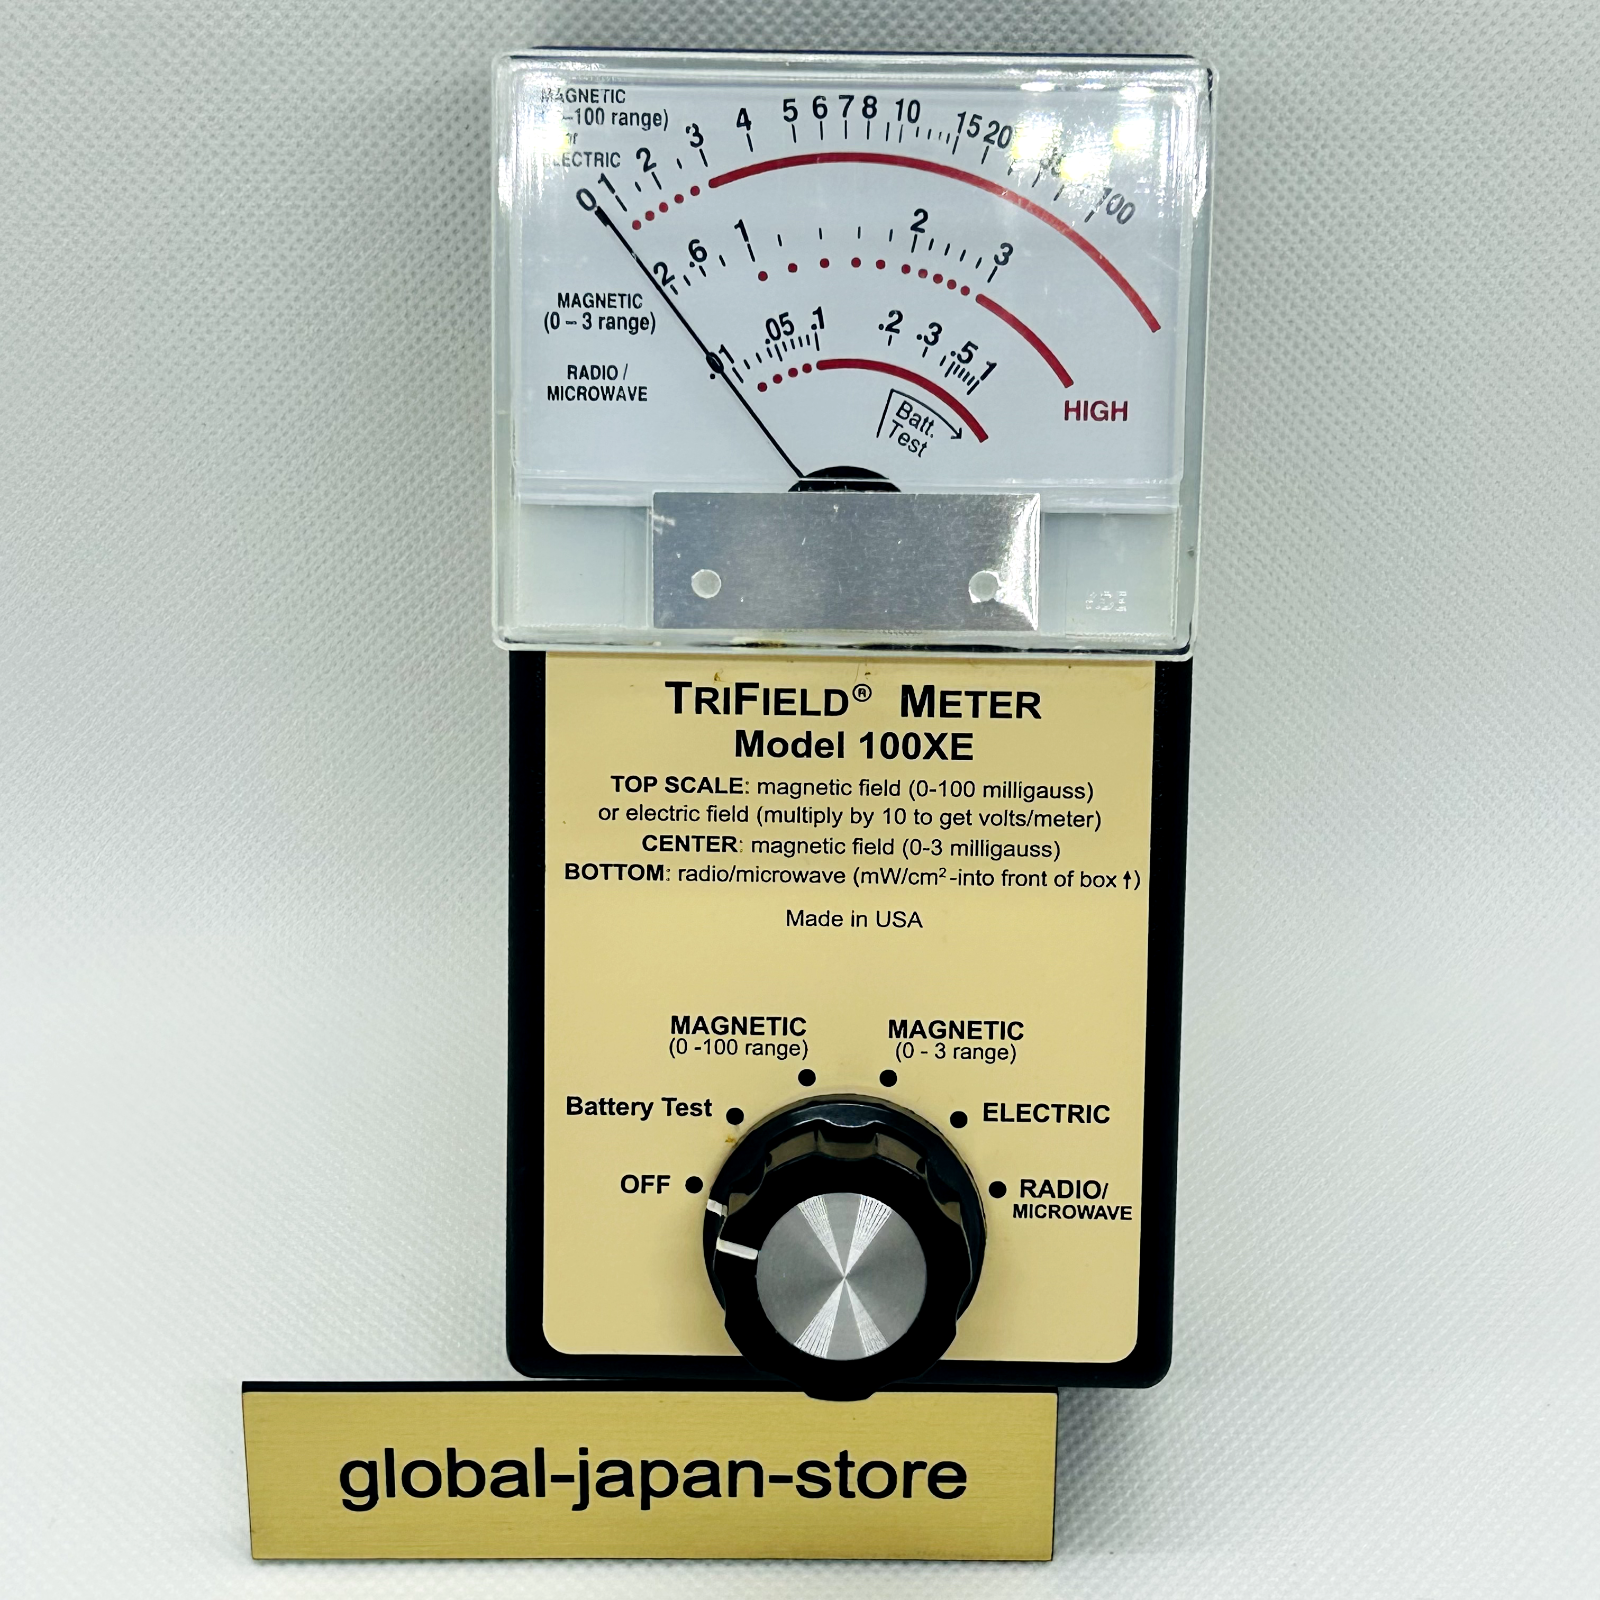 MAGNETIC
–100 range)
or
ELECTRIC
0 1 2 3 4 5 6 7 8 10 15 20 100
MAGNETIC
(0 – 3 range)
.2 .6 1 2 3
RADIO /
MICROWAVE
.01 .05 .1 .2 .3 .5 1
HIGH
Batt.
Test
TRIFIELD® METER
Model 100XE
TOP SCALE: magnetic field (0-100 milligauss)
or electric field (multiply by 10 to get volts/meter)
CENTER: magnetic field (0-3 milligauss)
BOTTOM: radio/microwave (mW/cm²-into front of box ↑)
Made in USA
MAGNETIC
(0 -100 range)
MAGNETIC
(0 - 3 range)
Battery Test
ELECTRIC
OFF
RADIO/
MICROWAVE
global-japan-store